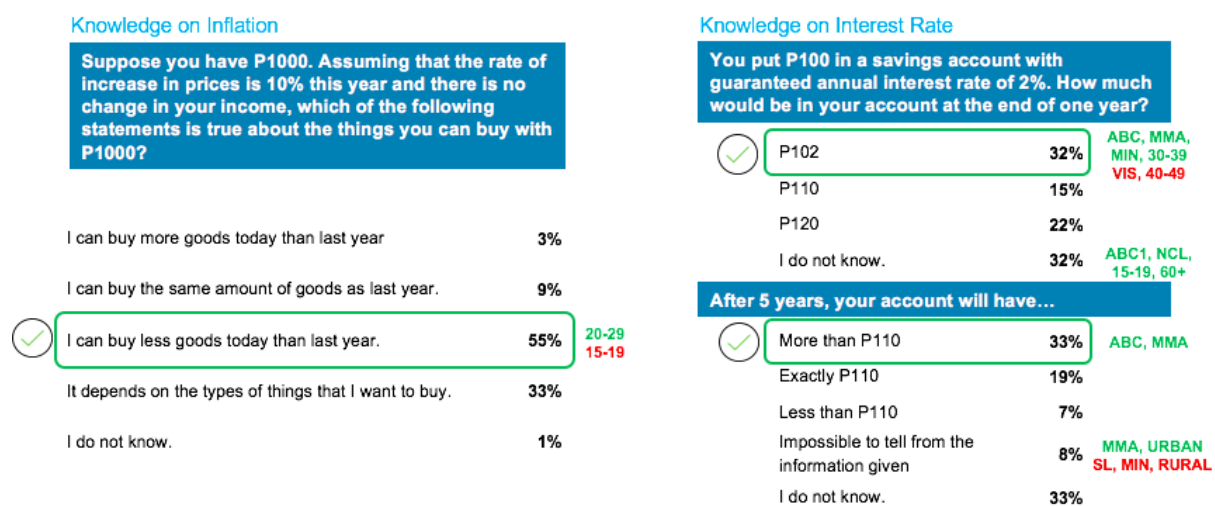 Knowledge on Inflation
Suppose you have P1000. Assuming that the rate of
increase in prices is 10% this year and there is no
change in your income, which of the following
statements is true about the things you can buy with
P1000?
I can buy more goods today than last year 3%
I can buy the same amount of goods as last year. 9%
I can buy less goods today than last year. 55% 20-29
15-19
It depends on the types of things that I want to buy. 33%
I do not know. 1%
Knowledge on Interest Rate
You put P100 in a savings account with
guaranteed annual interest rate of 2%. How much
would be in your account at the end of one year?
P102 32% ABC, MMA,
MIN, 30-39
VIS, 40-49
P110 15%
P120 22%
I do not know. 32% ABC1, NCL,
15-19, 60+
After 5 years, your account will have...
More than P110 33% ABC, MMA
Exactly P110 19%
Less than P110 7%
Impossible to tell from the
information given 8% MMA, URBAN
SL, MIN, RURAL
I do not know. 33%